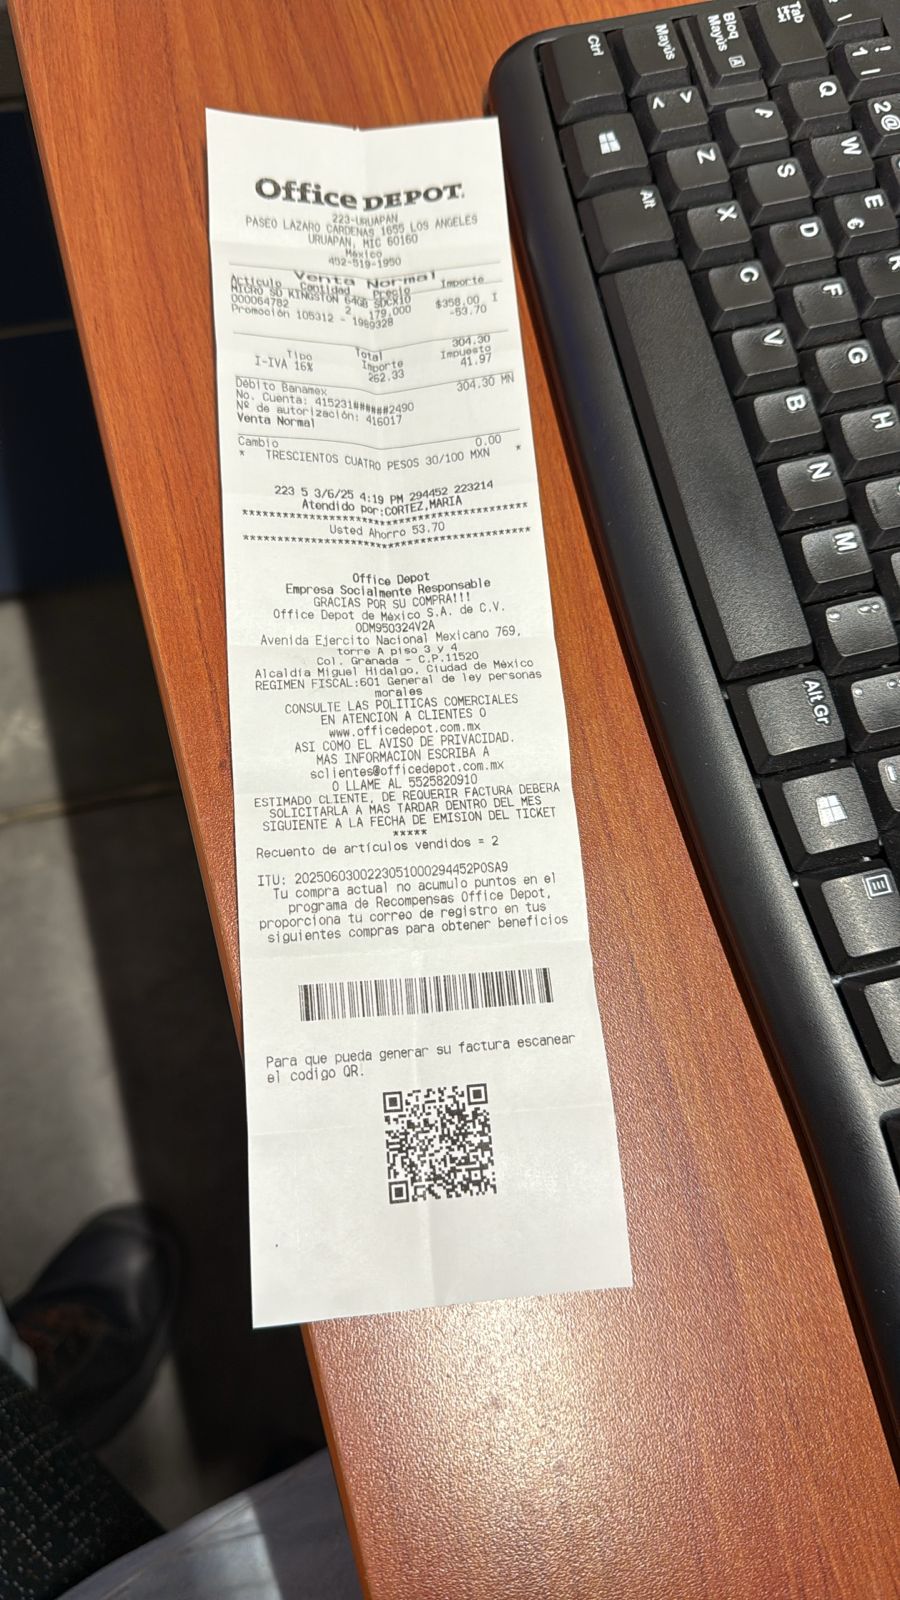 Office DEPOT.
223-URUAPAN
PASEO LAZARO CARDENAS 1655 LOS ANGELES
URUAPAN, MIC 60160
México
452-519-1950
Venta Normal
Artículo Cantidad Precio Importe
MICRO SD KINGSTON 64GB SDCX10
000064782 2 179.000 $358.00 I
Promoción 105312 - 1989328 -53.70
Total 304.30
Tipo Importe Impuesto
I-IVA 16% 262.33 41.97
Débito Banamex 304.30 MN
No. Cuenta: 415231######2490
Nº de autorización: 416017
Venta Normal
Cambio 0.00
* TRESCIENTOS CUATRO PESOS 30/100 MXN *
223 5 3/6/25 4:19 PM 294452 223214
Atendido por:CORTEZ,MARIA
Usted Ahorro 53.70
Office Depot
Empresa Socialmente Responsable
GRACIAS POR SU COMPRA!!!
Office Depot de México S.A. de C.V.
ODM950324V2A
Avenida Ejercito Nacional Mexicano 769,
torre A piso 3 y 4
Col. Granada - C.P.11520
Alcaldía Miguel Hidalgo, Ciudad de México
REGIMEN FISCAL:601 General de ley personas
morales
CONSULTE LAS POLITICAS COMERCIALES
EN ATENCION A CLIENTES O
www.officedepot.com.mx
ASI COMO EL AVISO DE PRIVACIDAD.
MAS INFORMACION ESCRIBA A
sclientes@officedepot.com.mx
O LLAME AL 5525820910
ESTIMADO CLIENTE, DE REQUERIR FACTURA DEBERA
SOLICITARLA A MAS TARDAR DENTRO DEL MES
SIGUIENTE A LA FECHA DE EMISION DEL TICKET
*****
Recuento de artículos vendidos = 2
ITU: 2025060300223051000294452POSA9
Tu compra actual no acumulo puntos en el
programa de Recompensas Office Depot,
proporciona tu correo de registro en tus
siguientes compras para obtener beneficios
Para que pueda generar su factura escanear
el codigo QR.
Ctrl
Mayús
Bloq Mayús
Tab
Alt
Alt Gr
Q
W
E
A
S
D
F
G
H
Z
X
C
V
B
N
M